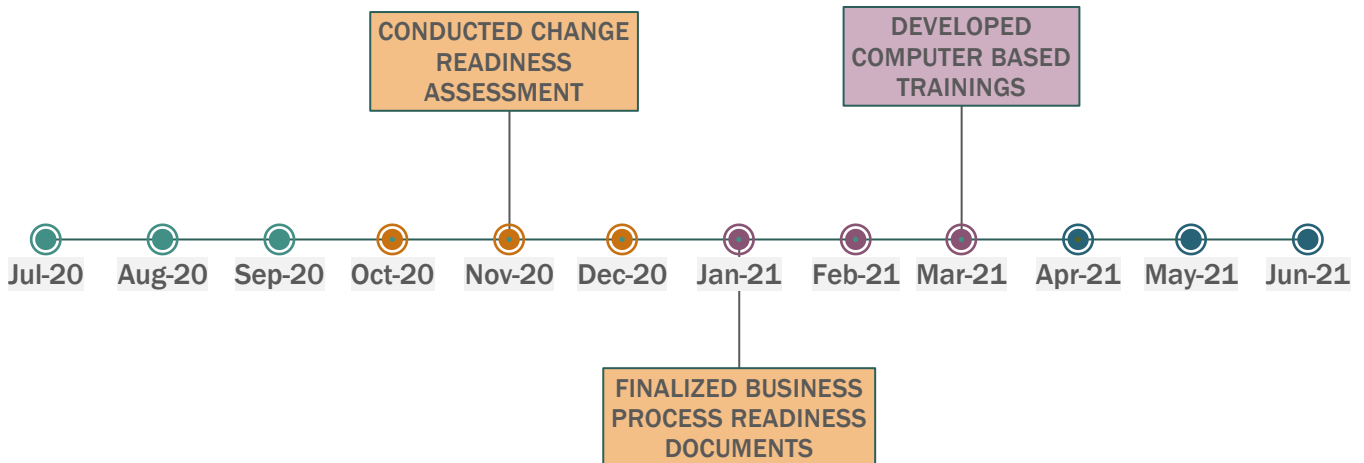 CONDUCTED CHANGE
READINESS
ASSESSMENT
DEVELOPED
COMPUTER BASED
TRAININGS
Jul-20 Aug-20 Sep-20 Oct-20 Nov-20 Dec-20 Jan-21 Feb-21 Mar-21 Apr-21 May-21 Jun-21
FINALIZED BUSINESS
PROCESS READINESS
DOCUMENTS